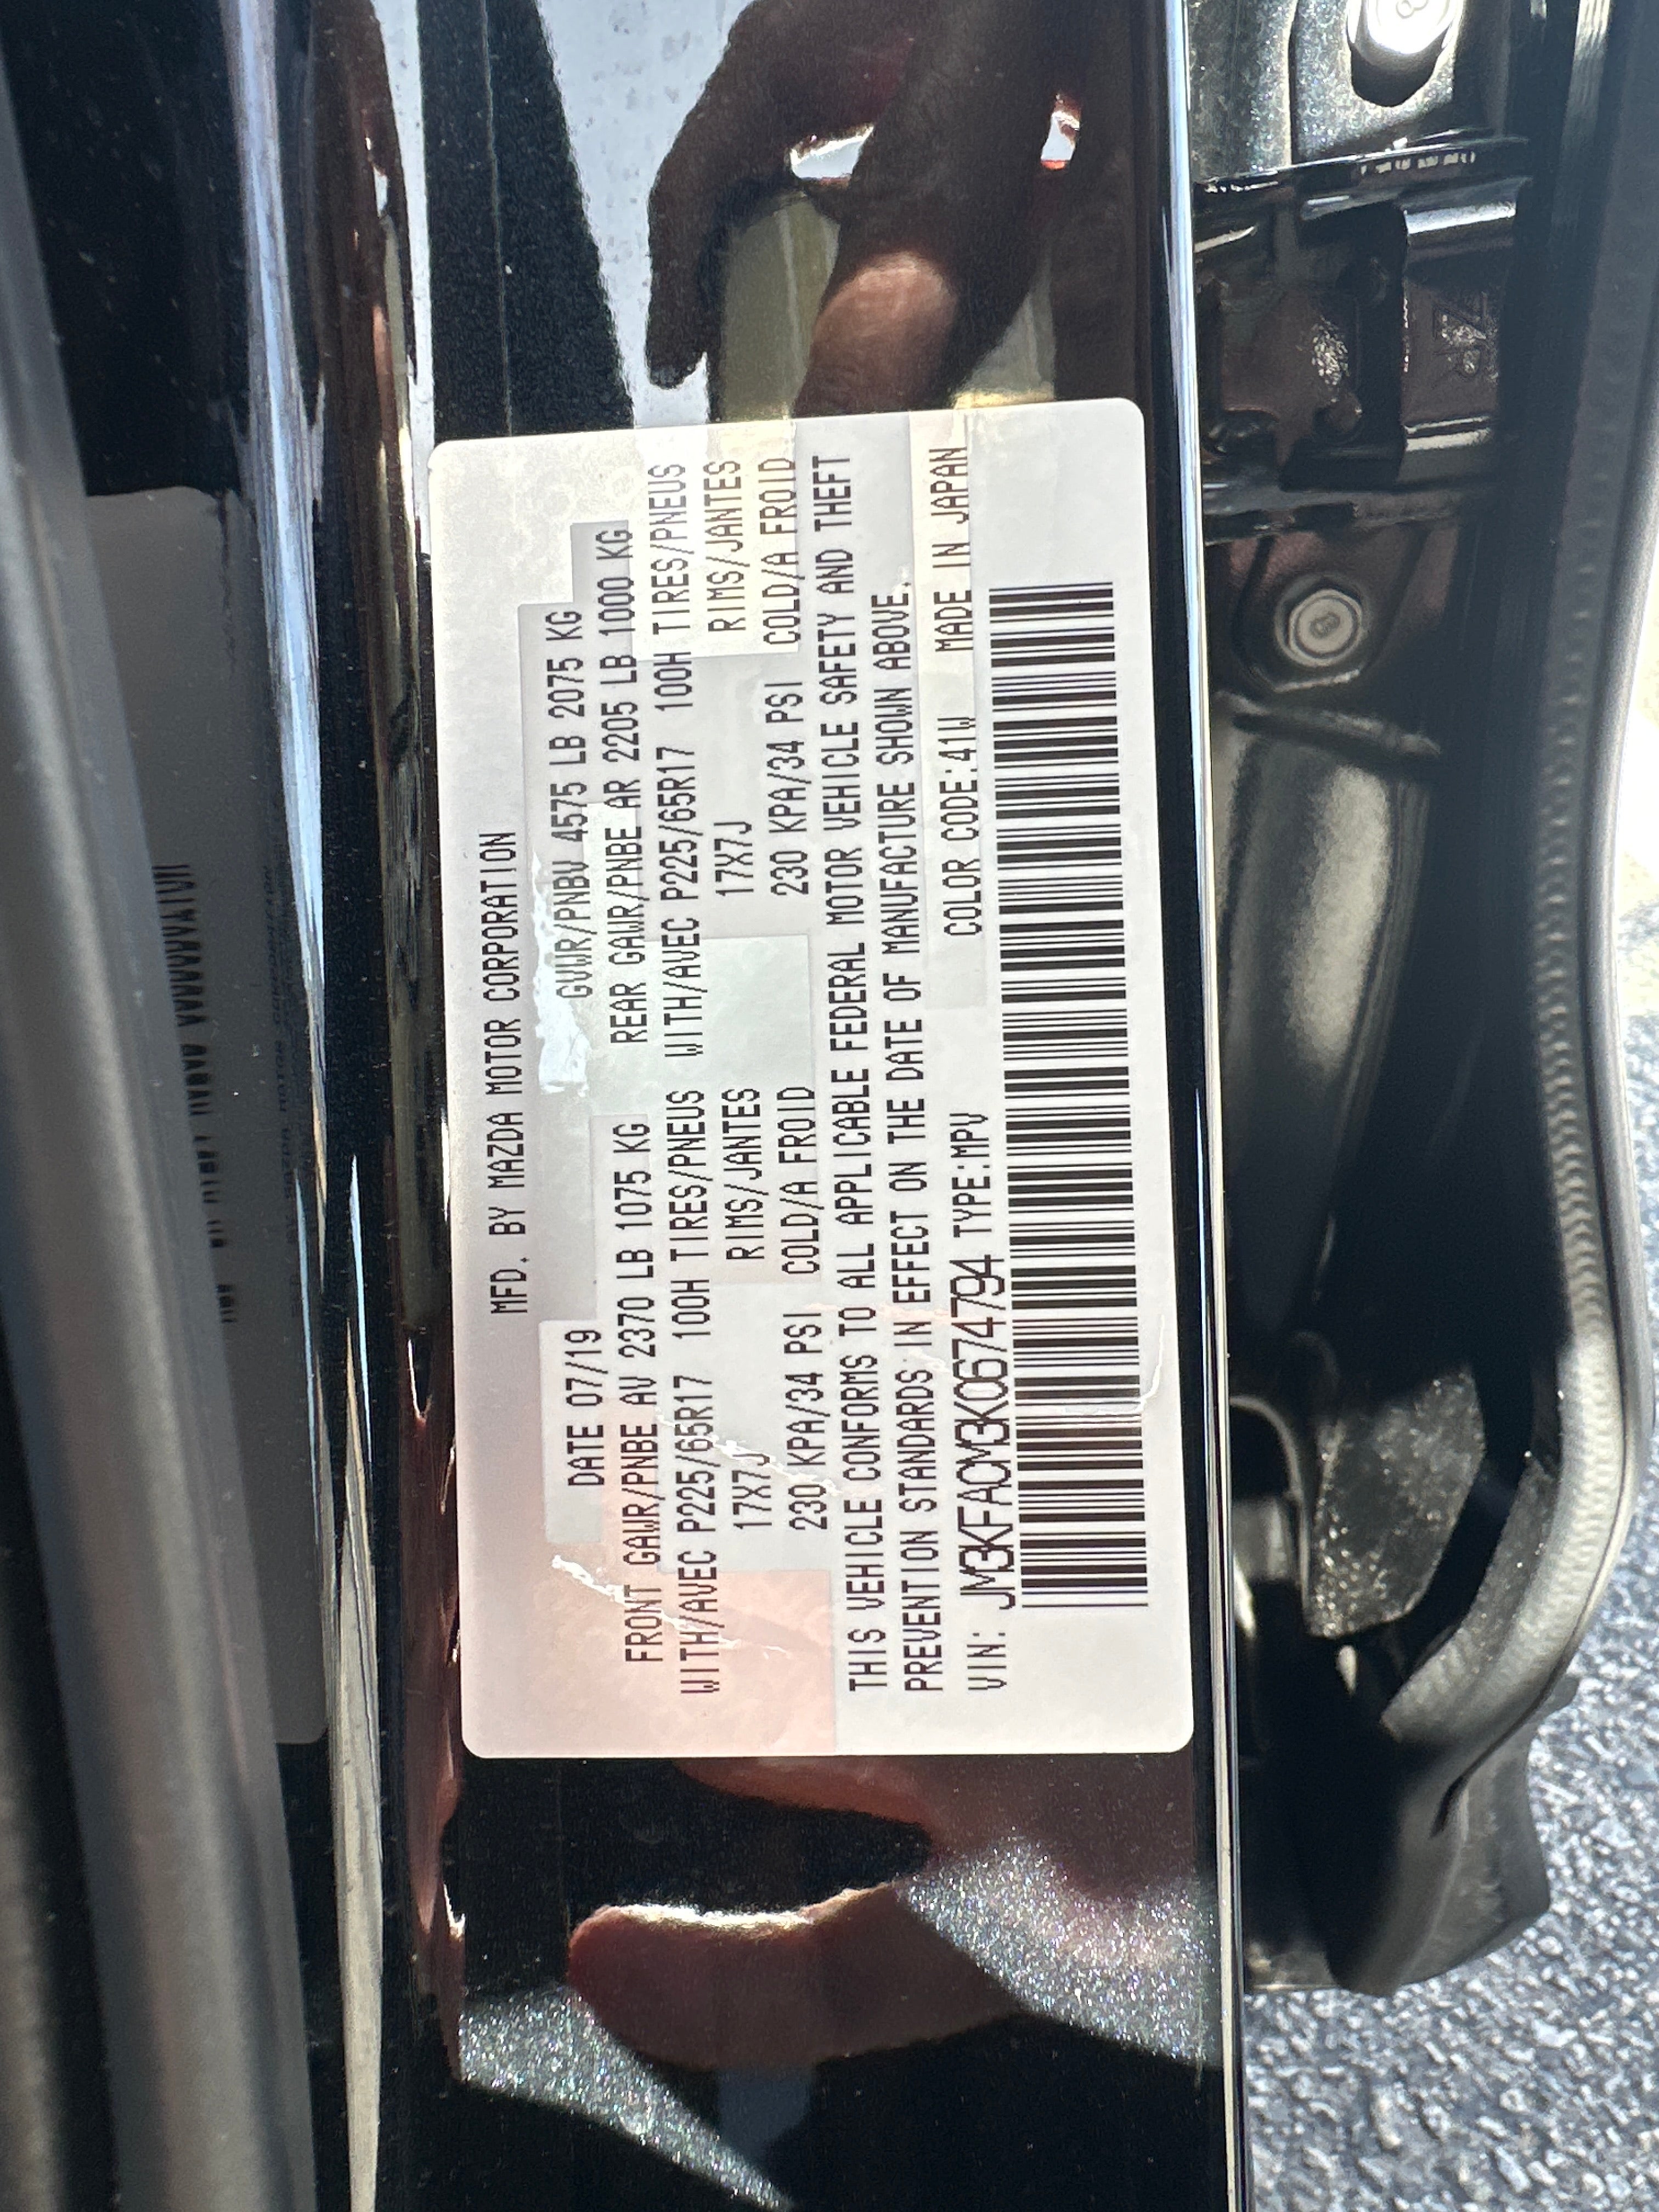 MFD. BY MAZDA MOTOR CORPORATION
DATE 07/19 GVWR/PNBV 4575 LB 2075 KG
FRONT GAWR/PNBE AV 2370 LB 1075 KG REAR GAWR/PNBE AR 2205 LB 1000 KG
WITH/AVEC P225/65R17 100H TIRES/PNEUS WITH/AVEC P225/65R17 100H TIRES/PNEUS
17X7J RIMS/JANTES 17X7J RIMS/JANTES
230 KPA/34 PSI COLD/A FROID 230 KPA/34 PSI COLD/A FROID
THIS VEHICLE CONFORMS TO ALL APPLICABLE FEDERAL MOTOR VEHICLE SAFETY AND THEFT
PREVENTION STANDARDS IN EFFECT ON THE DATE OF MANUFACTURE SHOWN ABOVE.
VIN: JM3KFACM3K0674794 TYPE:MPV COLOR CODE:41W MADE IN JAPAN
8